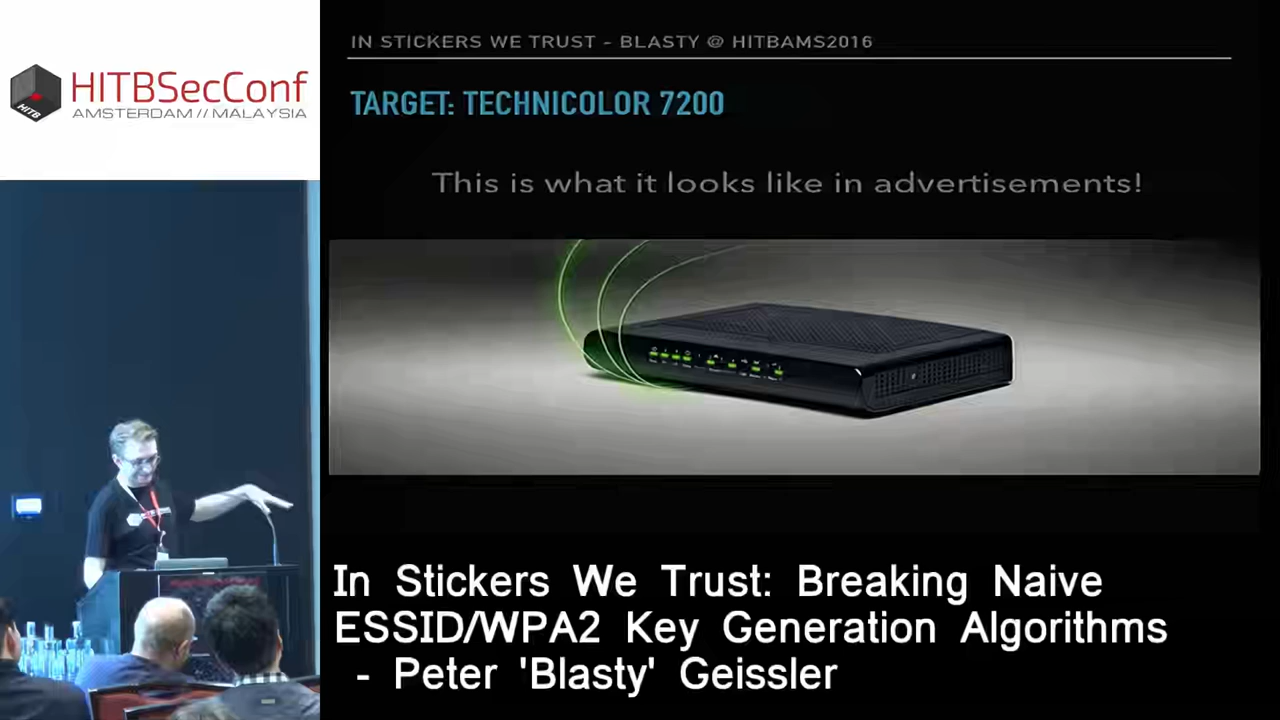 HITBSecConf
AMSTERDAM // MALAYSIA
HITB
IN STICKERS WE TRUST - BLASTY @ HITBAMS2016
TARGET: TECHNICOLOR 7200
This is what it looks like in advertisements!
In Stickers We Trust: Breaking Naive
ESSID/WPA2 Key Generation Algorithms
- Peter 'Blasty' Geissler